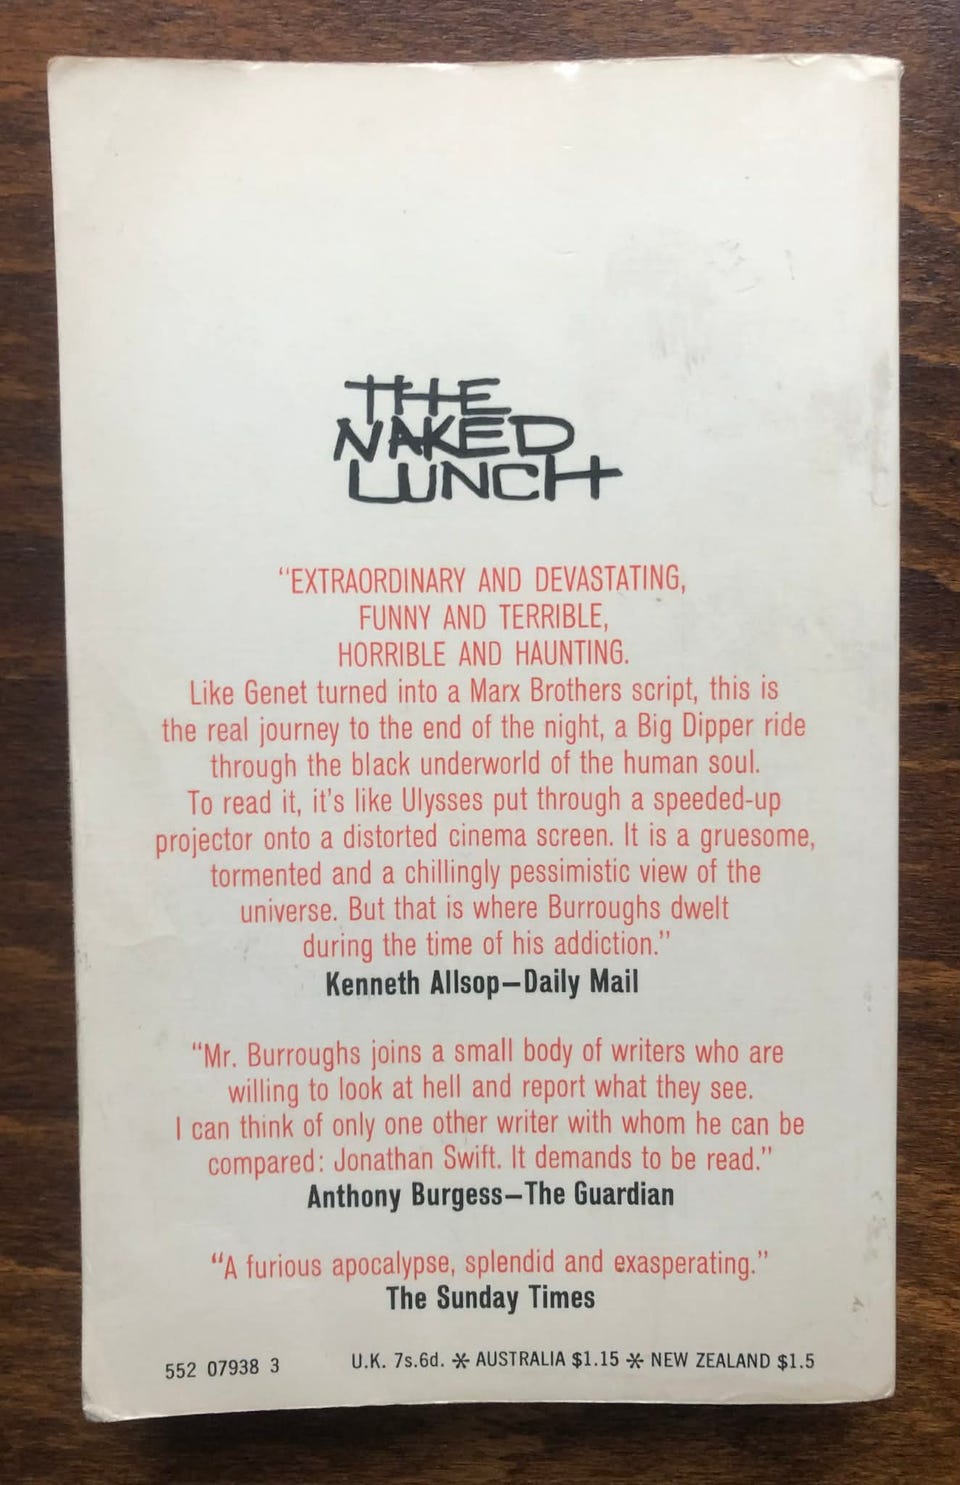 THE
NAKED
LUNCH
"EXTRAORDINARY AND DEVASTATING,
FUNNY AND TERRIBLE,
HORRIBLE AND HAUNTING.
Like Genet turned into a Marx Brothers script, this is
the real journey to the end of the night, a Big Dipper ride
through the black underworld of the human soul.
To read it, it's like Ulysses put through a speeded-up
projector onto a distorted cinema screen. It is a gruesome,
tormented and a chillingly pessimistic view of the
universe. But that is where Burroughs dwelt
during the time of his addiction."
Kenneth Allsop—Daily Mail
"Mr. Burroughs joins a small body of writers who are
willing to look at hell and report what they see.
I can think of only one other writer with whom he can be
compared: Jonathan Swift. It demands to be read."
Anthony Burgess—The Guardian
"A furious apocalypse, splendid and exasperating."
The Sunday Times
552 07938 3 U.K. 7s.6d. * AUSTRALIA $1.15 * NEW ZEALAND $1.5